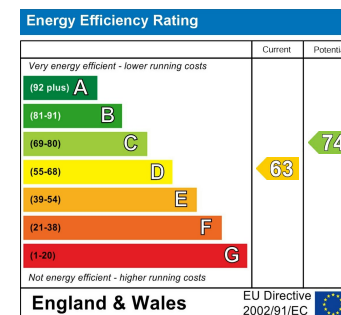 Energy Efficiency Rating
Current
Very energy efficient - lower running costs
(92 plus) A
(81-91) B
(69-80) C
74
(55-68) D
63
(39-54) E
(21-38) F
(1-20) G
Not energy efficient - higher running costs
England & Wales
EU Directive
2002/91/EC